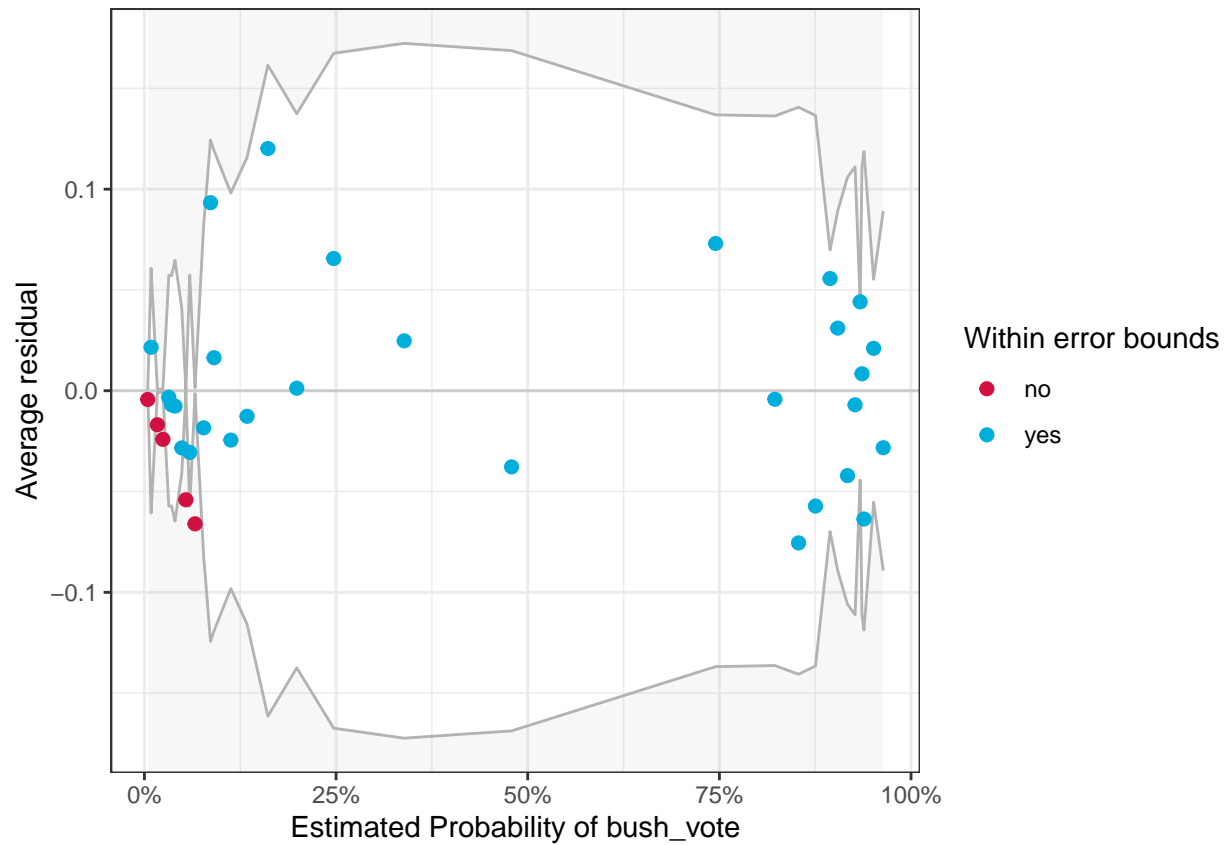 0.1
0.0
−0.1
Average residual
0%
25%
50%
75%
100%
Estimated Probability of bush_vote
Within error bounds
no
yes